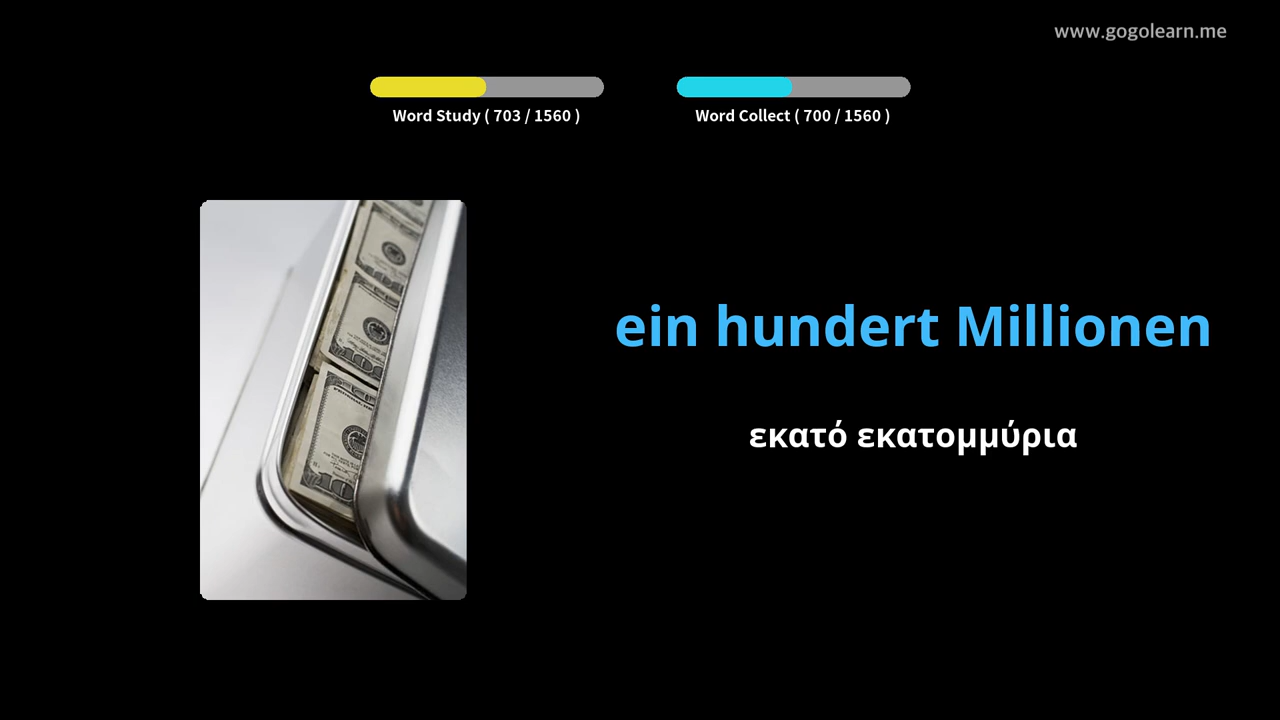 www.gogolearn.me
Word Study ( 703 / 1560 )
Word Collect ( 700 / 1560 )
ein hundert Millionen
εκατό εκατομμύρια